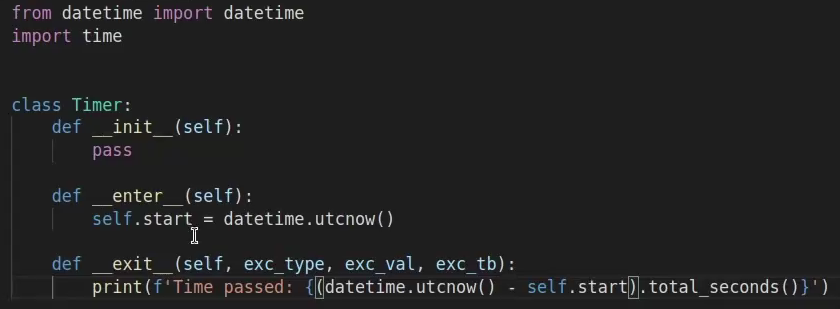 from datetime import datetime
import time
class Timer:
    def __init__(self):
        pass
    def __enter__(self):
        self.start = datetime.utcnow()
    def __exit__(self, exc_type, exc_val, exc_tb):
        print(f'Time passed: {(datetime.utcnow() - self.start).total_seconds()}')